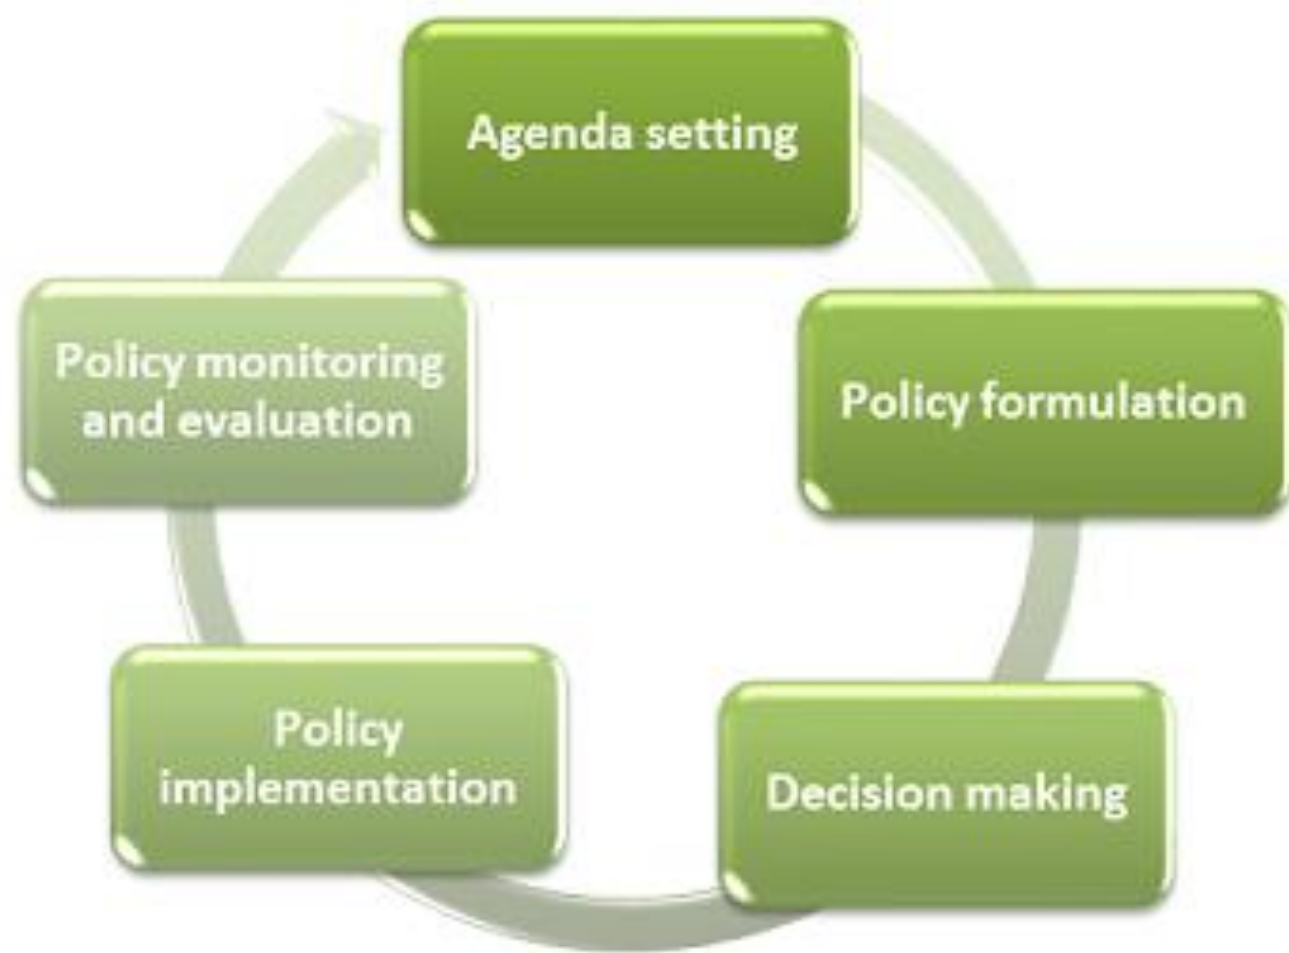 Agenda setting
Policy formulation
Decision making
Policy
implementation
Policy monitoring
and evaluation